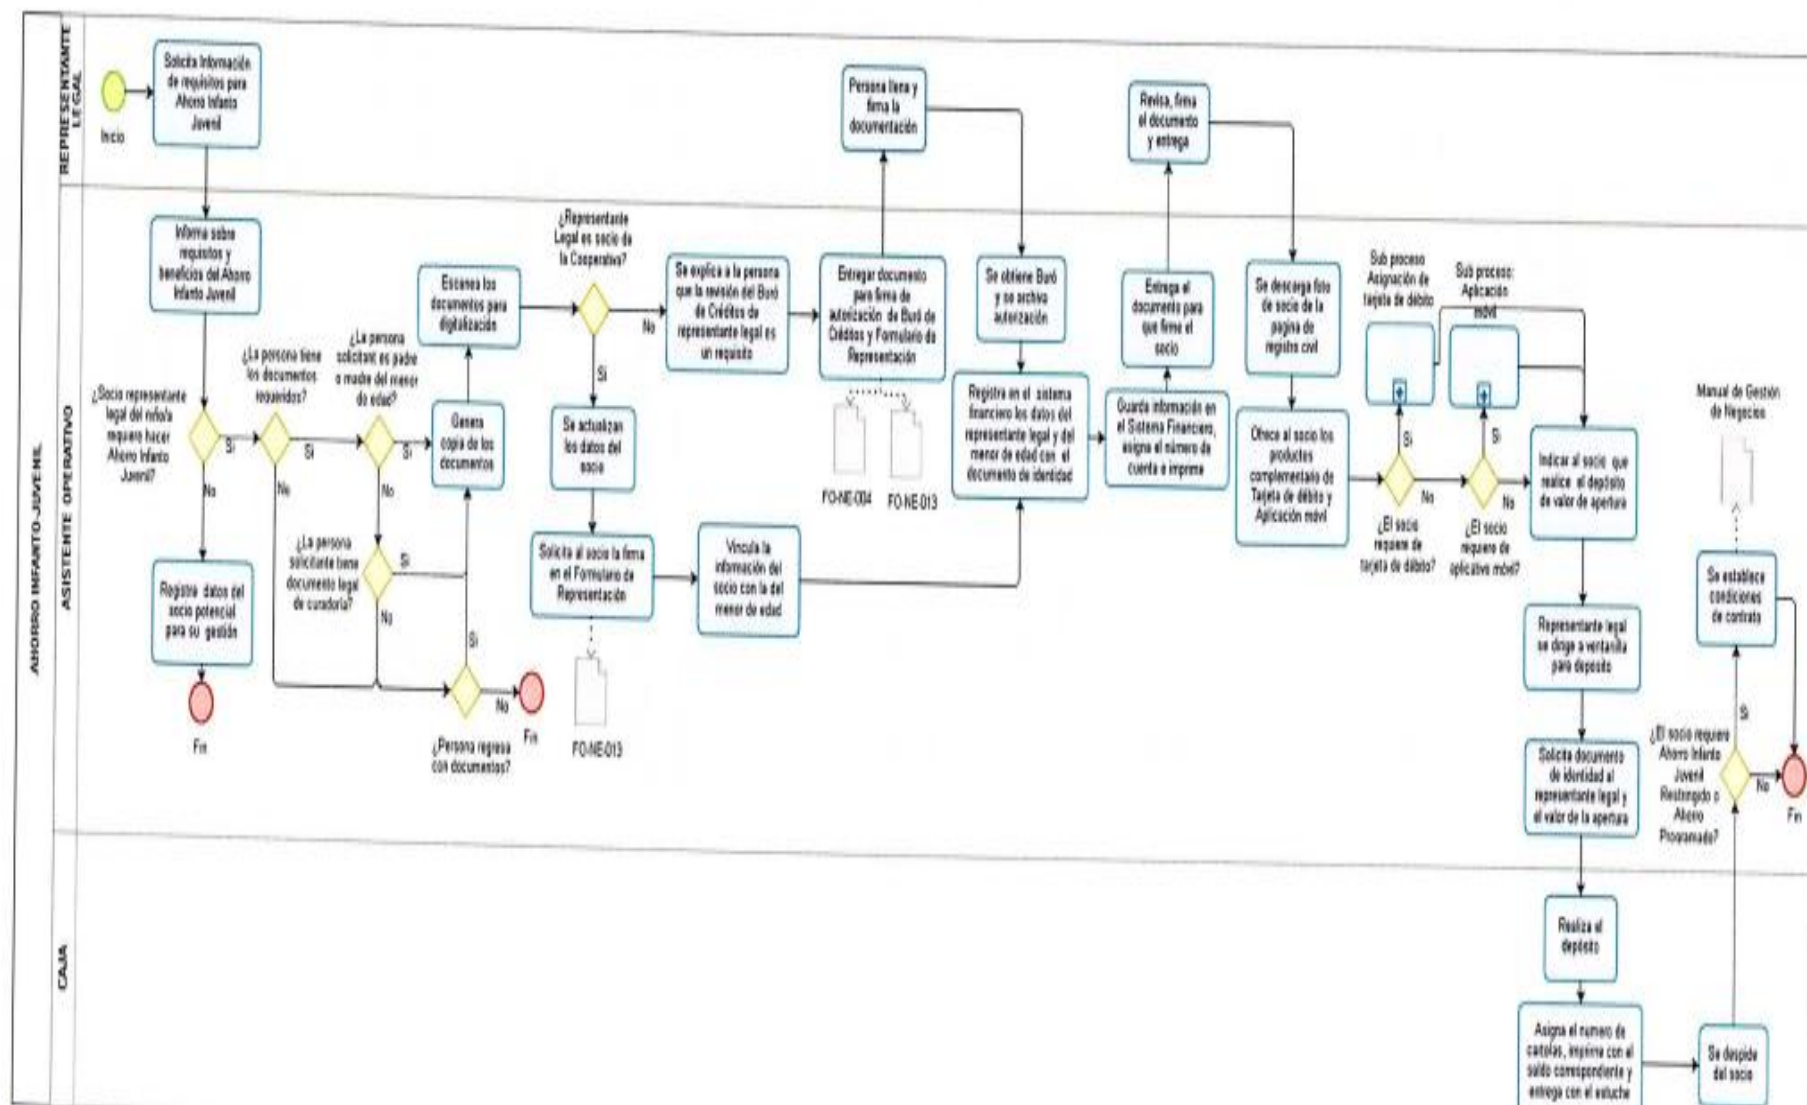 AHORRO INFANTO-JUVENIL
REPRESENTANTE
LEGAL
ASISTENTE OPERATIVO
CAJA
Inicio
Solicita Información
de requisitos para
Ahorro Infanto
Juvenil
Informa sobre
requisitos y
beneficios del Ahorro
Infanto Juvenil
¿Socio representante
legal del niño/a
requiere hacer
Ahorro Infanto
Juvenil?
Si
No
Registra datos del
socio potencial
para su gestión
Fin
¿La persona tiene
los documentos
requeridos?
Si
No
¿La persona
solicitant es padre
o madre del menor
de edad?
Si
No
¿La persona
solicitante tiene
documento legal
de curadoría?
Si
No
Genera
copia de los
documentos
Escanea los
documentos para
digitalización
Si
No
¿Persona regresa
con documentos?
Fin
¿Representante
Legal es socio de
la Cooperativa?
No
Si
Se actualizan
los datos del
socio
Solicita al socio la firma
en el Formulario de
Representación
FO-NE-013
Vincula la
información del
socio con la del
menor de edad
Se explica a la persona
que la revisión del Buró
de Créditos de
representante legal es
un requisito
Entregar documento
para firma de
autorización de Buró de
Créditos y Formulario de
Representación
FO-NE-004
FO-NE-013
Persona llena y
firma la
documentación
Se obtiene Buró
y se archiva
autorización
Registra en el sistema
financiero los datos del
representante legal y del
menor de edad con el
documento de identidad
Guarda información en
el Sistema Financiero,
asigna el número de
cuenta e imprime
Entrega el
documento para
que firme el
socio
Revisa, firma
el documento
y entrega
Se descarga foto
de socio de la
pagina de
registro civil
Ofrece al socio los
productos
complementario de
Tarjeta de débito y
Aplicación móvil
Sub proceso
Asignación de
tarjeta de débito
Si
No
¿El socio
requiere de
tarjeta de débito?
Sub proceso:
Aplicación
móvil
Si
No
¿El socio
requiere de
aplicativo móvil?
Indicar al socio que
realice el depósito
de valor de apertura
Representante legal
se dirige a ventanilla
para deposito
Solicita documento
de identidad al
representante legal y
el valor de la apertura
Realiza el
depósito
Asigna el numero de
cartolas, imprime con el
saldo correspondiente y
entrega con el estuche
Se despide
del socio
¿El socio requiere
Ahorro Infanto
Juvenil
Restringido o
Ahorro
Programado?
Si
No
Se establece
condiciones
de contrato
Manual de Gestión
de Negocios
Fin